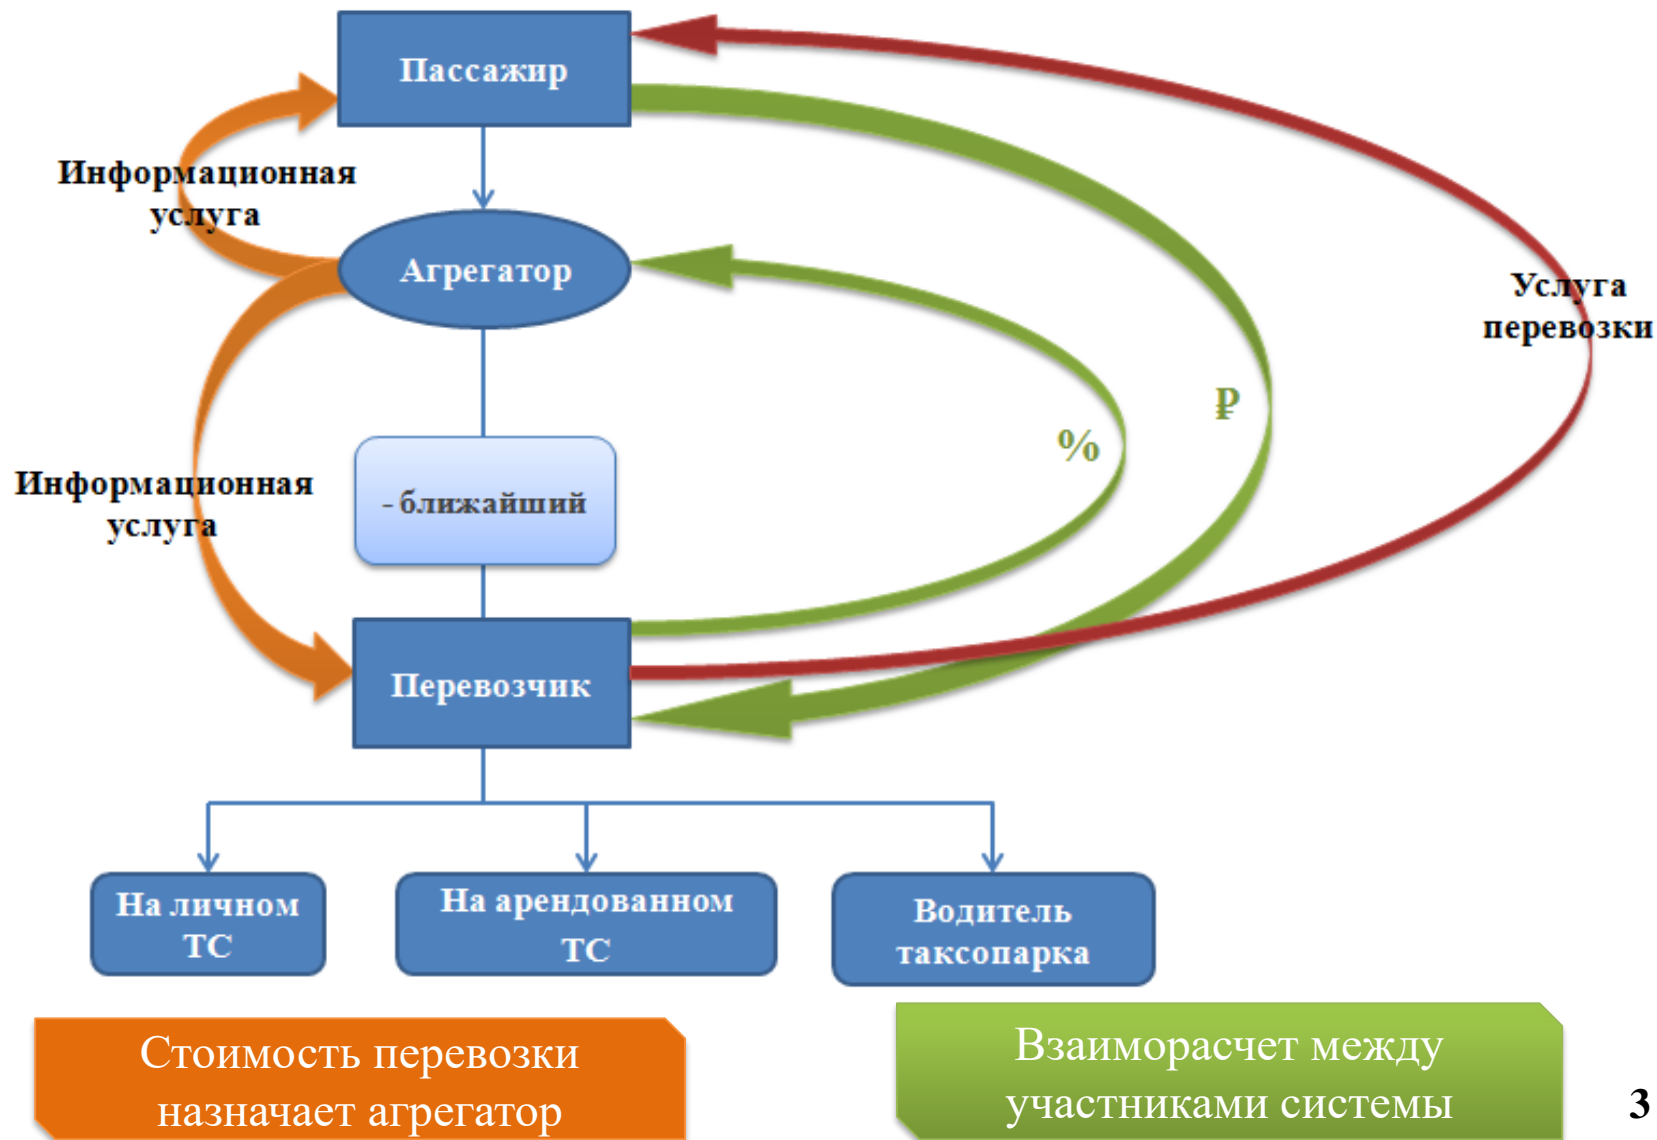 Пассажир
Информационная
услуга
Агрегатор
Услуга
перевозки
₽
%
Информационная
услуга
- ближайший
Перевозчик
На личном
ТС
На арендованном
ТС
Водитель
таксопарка
Стоимость перевозки
назначает агрегатор
Взаиморасчет между
участниками системы
3